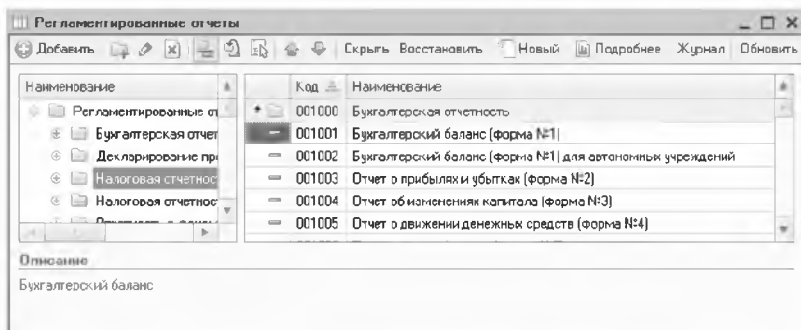 Регламентированные отчеты
Добавить Скрыть Восстановить Новый Подробнее Журнал Обновить
Наименование
Регламентированные от
Бухгалтерская отчет
Декларирование пр
Налоговая отчетнос
Налоговая отчетнос
Код Наименование
001000 Бухгалтерская отчетность
001001 Бухгалтерский баланс (форма №1)
001002 Бухгалтерский баланс (форма №1) для автономных учреждений
001003 Отчет о прибылях и убытках (форма №2)
001004 Отчет об изменениях капитала (форма №3)
001005 Отчет о движении денежных средств (форма №4)
Описание
Бухгалтерский баланс